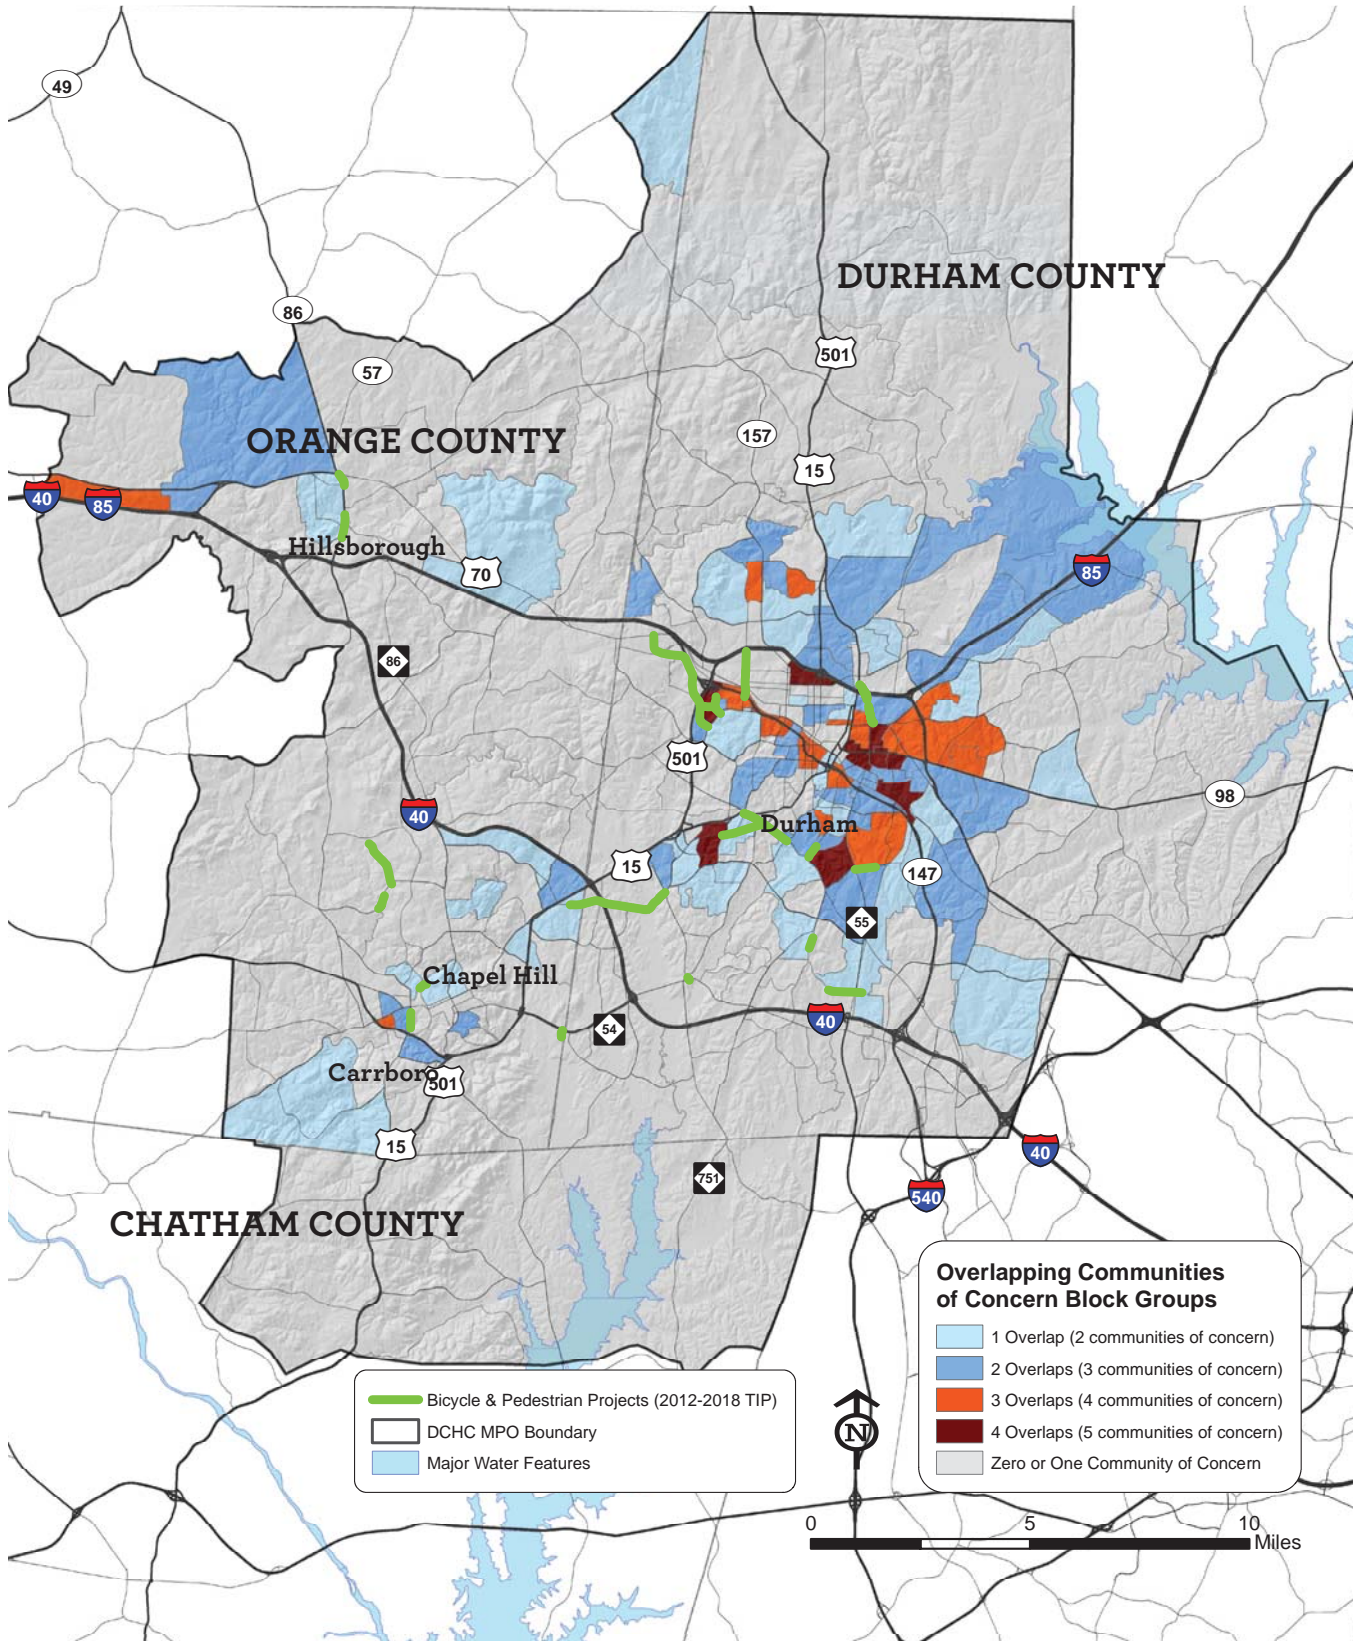 49
DURHAM COUNTY
86
501
57
157
ORANGE COUNTY
15
40
85
Hillsborough
70
85
86
501
98
40
Durham
15
147
55
Chapel Hill
40
54
Carrboro
501
15
40
751
540
CHATHAM COUNTY
Overlapping Communities
of Concern Block Groups
1 Overlap (2 communities of concern)
2 Overlaps (3 communities of concern)
3 Overlaps (4 communities of concern)
4 Overlaps (5 communities of concern)
Zero or One Community of Concern
Bicycle & Pedestrian Projects (2012-2018 TIP)
DCHC MPO Boundary
Major Water Features
N
0 5 10
Miles